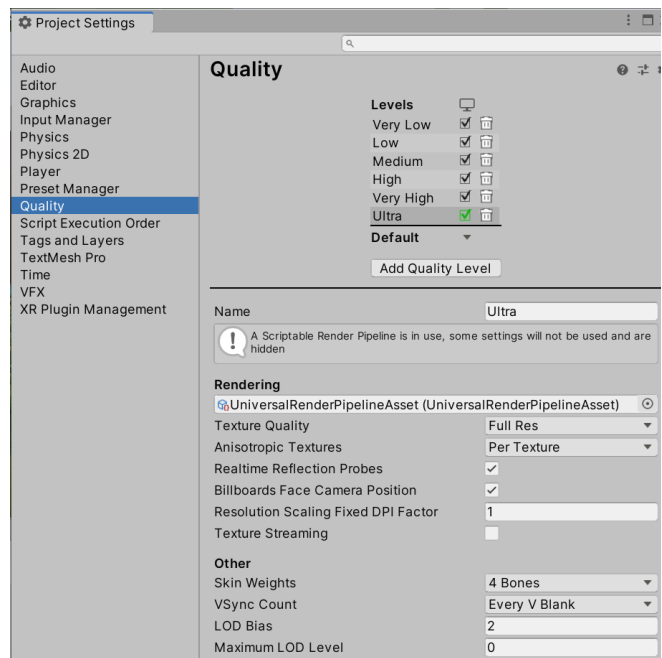 Project Settings
Audio
Editor
Graphics
Input Manager
Physics
Physics 2D
Player
Preset Manager
Quality
Script Execution Order
Tags and Layers
TextMesh Pro
Time
VFX
XR Plugin Management
Quality
Levels
Very Low
Low
Medium
High
Very High
Ultra
Default
Add Quality Level
Name Ultra
A Scriptable Render Pipeline is in use, some settings will not be used and are
hidden
Rendering
UniversalRenderPipelineAsset (UniversalRenderPipelineAsset)
Texture Quality Full Res
Anisotropic Textures Per Texture
Realtime Reflection Probes
Billboards Face Camera Position
Resolution Scaling Fixed DPI Factor 1
Texture Streaming
Other
Skin Weights 4 Bones
VSync Count Every V Blank
LOD Bias 2
Maximum LOD Level 0